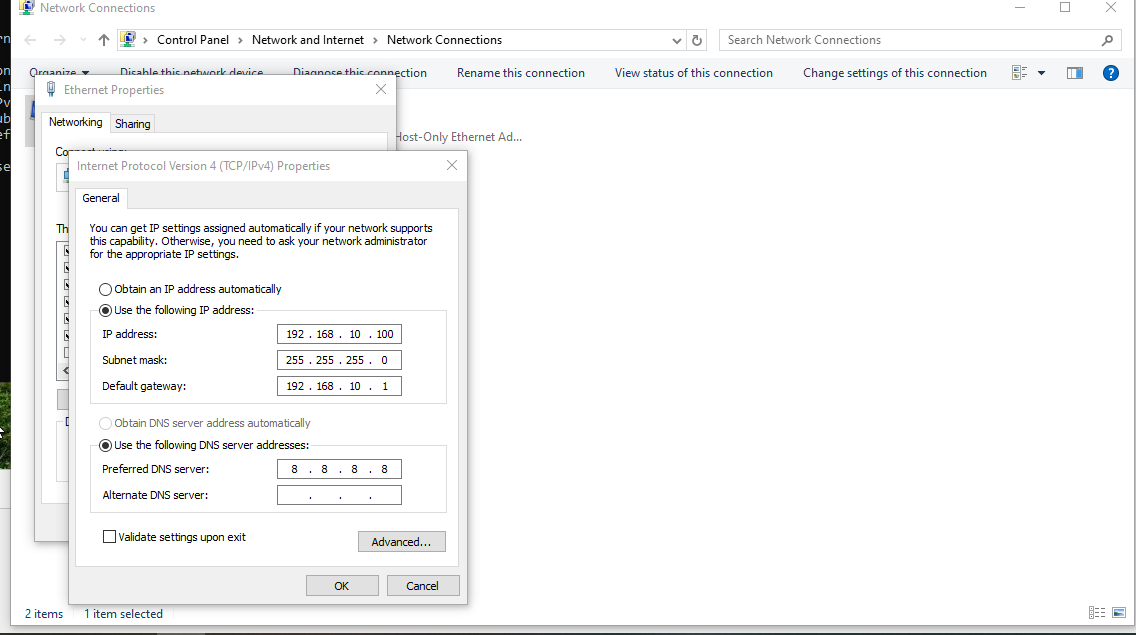 Network Connections
Control Panel > Network and Internet > Network Connections
Search Network Connections
Organize
Disable this network device
Diagnose this connection
Rename this connection
View status of this connection
Change settings of this connection
Ethernet Properties
Networking
Sharing
Host-Only Ethernet Ad...
Connect using:
Internet Protocol Version 4 (TCP/IPv4) Properties
General
You can get IP settings assigned automatically if your network supports
this capability. Otherwise, you need to ask your network administrator
for the appropriate IP settings.
Obtain an IP address automatically
Use the following IP address:
IP address: 192 . 168 . 10 . 100
Subnet mask: 255 . 255 . 255 . 0
Default gateway: 192 . 168 . 10 . 1
Obtain DNS server address automatically
Use the following DNS server addresses:
Preferred DNS server: 8 . 8 . 8 . 8
Alternate DNS server: . . .
Validate settings upon exit
Advanced...
OK
Cancel
2 items
1 item selected